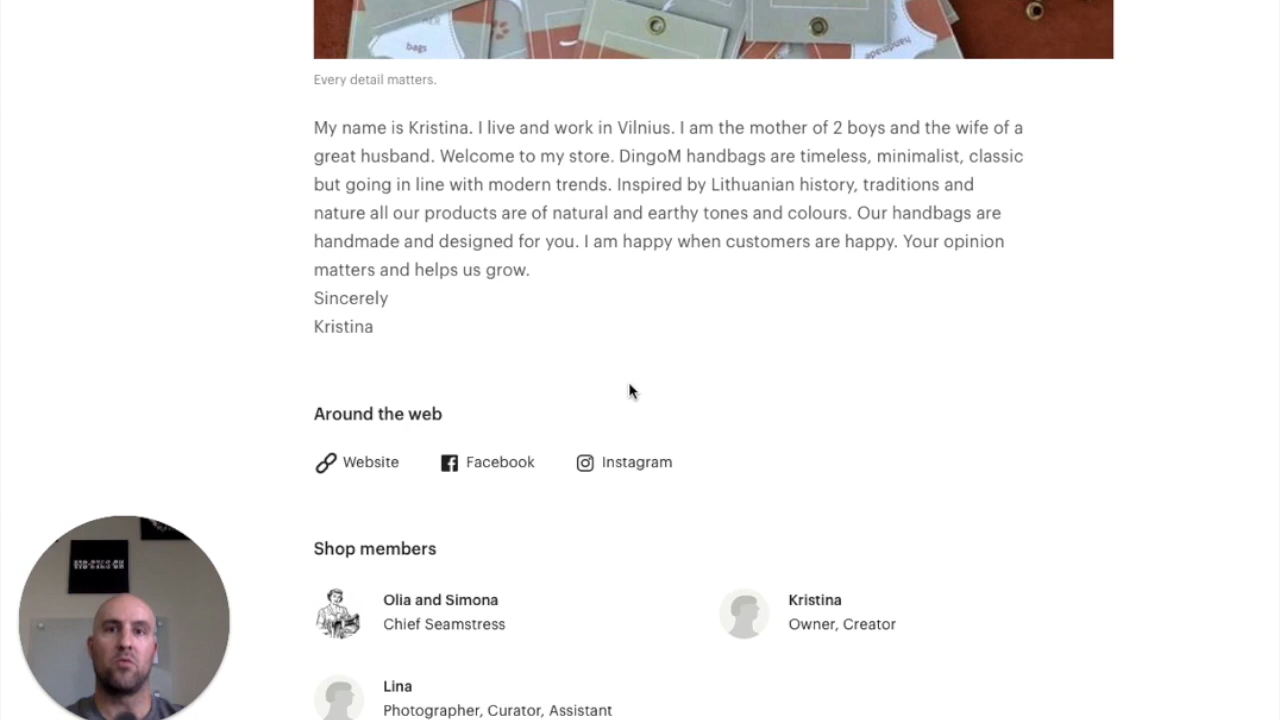 bags
handmade
Every detail matters.
My name is Kristina. I live and work in Vilnius. I am the mother of 2 boys and the wife of a
great husband. Welcome to my store. DingoM handbags are timeless, minimalist, classic
but going in line with modern trends. Inspired by Lithuanian history, traditions and
nature all our products are of natural and earthy tones and colours. Our handbags are
handmade and designed for you. I am happy when customers are happy. Your opinion
matters and helps us grow.
Sincerely
Kristina
Around the web
Website
Facebook
Instagram
Shop members
Olia and Simona
Chief Seamstress
Kristina
Owner, Creator
Lina
Photographer, Curator, Assistant